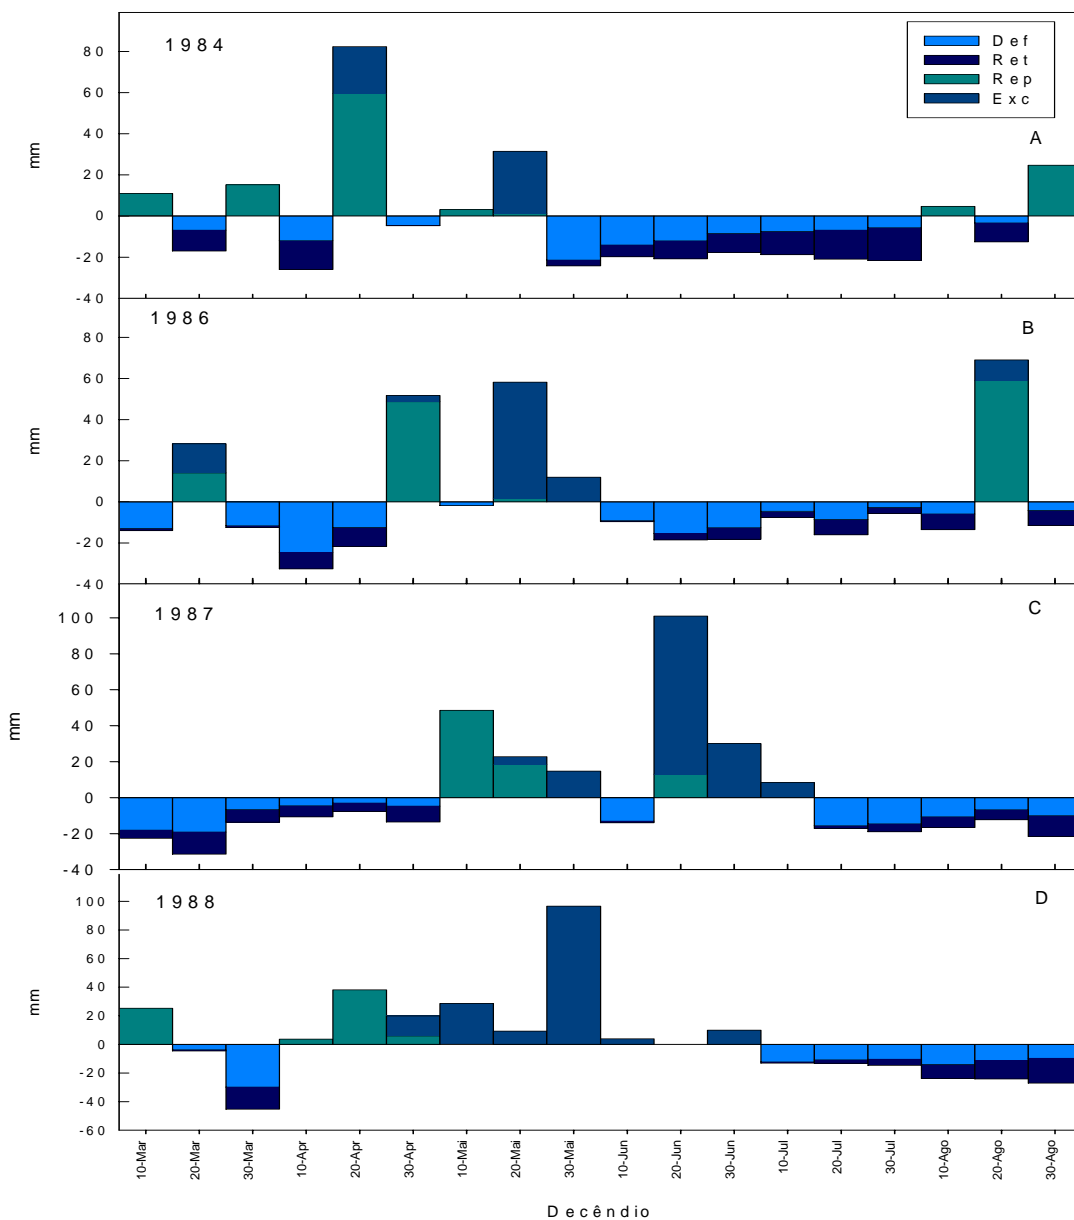 1984
Def
Ret
Rep
Exc
A
mm
80
60
40
20
0
-20
-40
1986
B
mm
80
60
40
20
0
-20
-40
1987
C
mm
100
80
60
40
20
0
-20
-40
1988
D
mm
100
80
60
40
20
0
-20
-40
-60
10-Mar
20-Mar
30-Mar
10-Apr
20-Apr
30-Apr
10-Mai
20-Mai
30-Mai
10-Jun
20-Jun
30-Jun
10-Jul
20-Jul
30-Jul
10-Ago
20-Ago
30-Ago
Decêndio